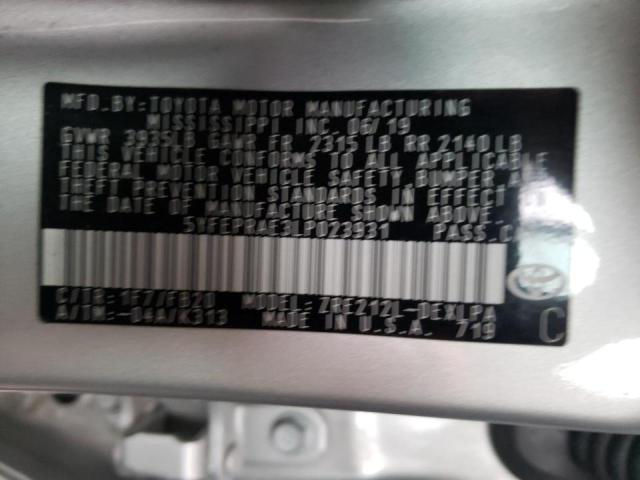 MFD.BY:TOYOTA MOTOR MANUFACTURING
MISSISSIPPI INC. 06/19
GVWR 3935LB GAWR FR 2315 LB RR 2140 LB
THIS VEHICLE CONFORMS TO ALL APPLICABLE
FEDERAL MOTOR VEHICLE SAFETY BUMPER AND
THEFT PREVENTION STANDARDS IN EFFECT
THE DATE OF MANUFACTURE SHOWN ABOVE.
5YFEPRAE3LP023931 PASS.C
C/TR: 1F7/FB20 MODEL: ZRE212L-DEXLPA
A/TM:-04A/K313 MADE IN U.S.A. 719
C